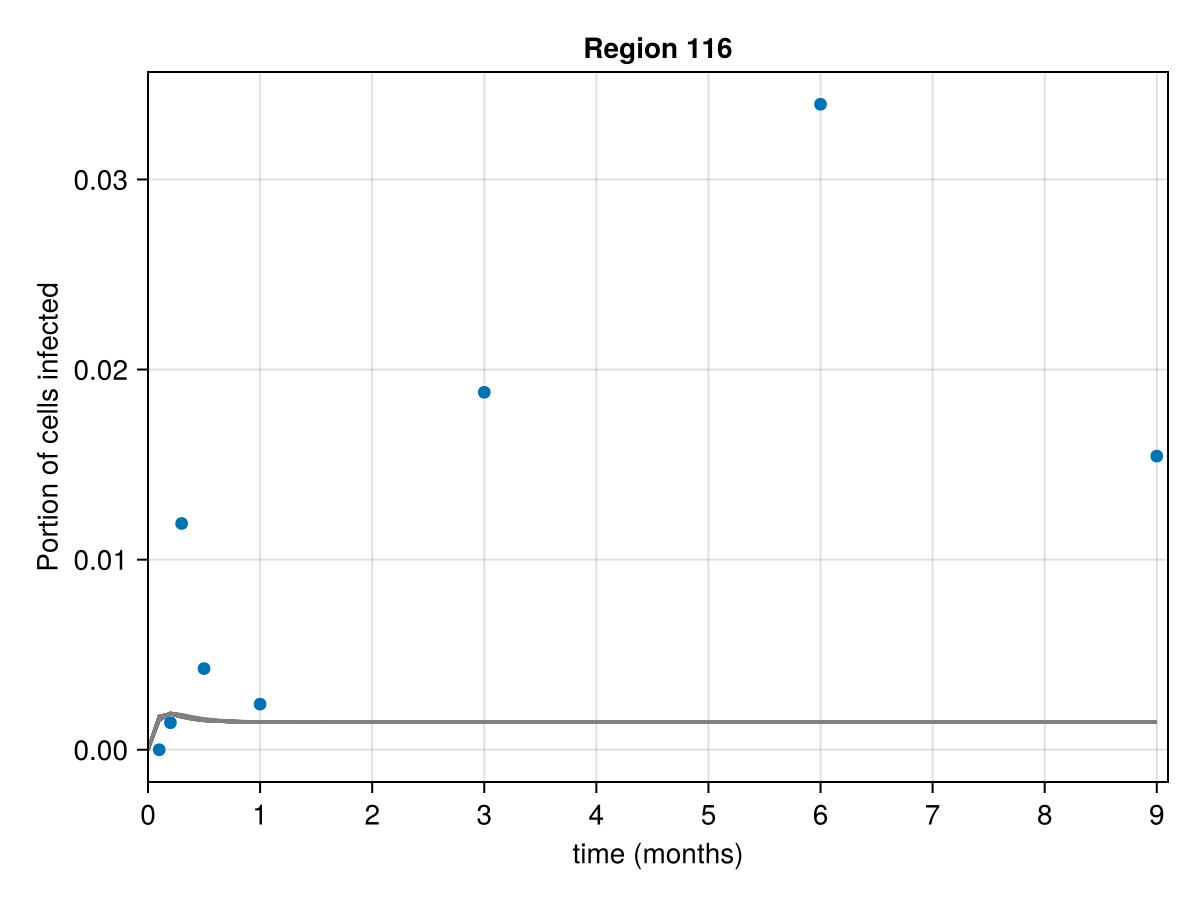 Region 116
Portion of cells infected
0.03
0.02
0.01
0.00
0 1 2 3 4 5 6 7 8 9
time (months)